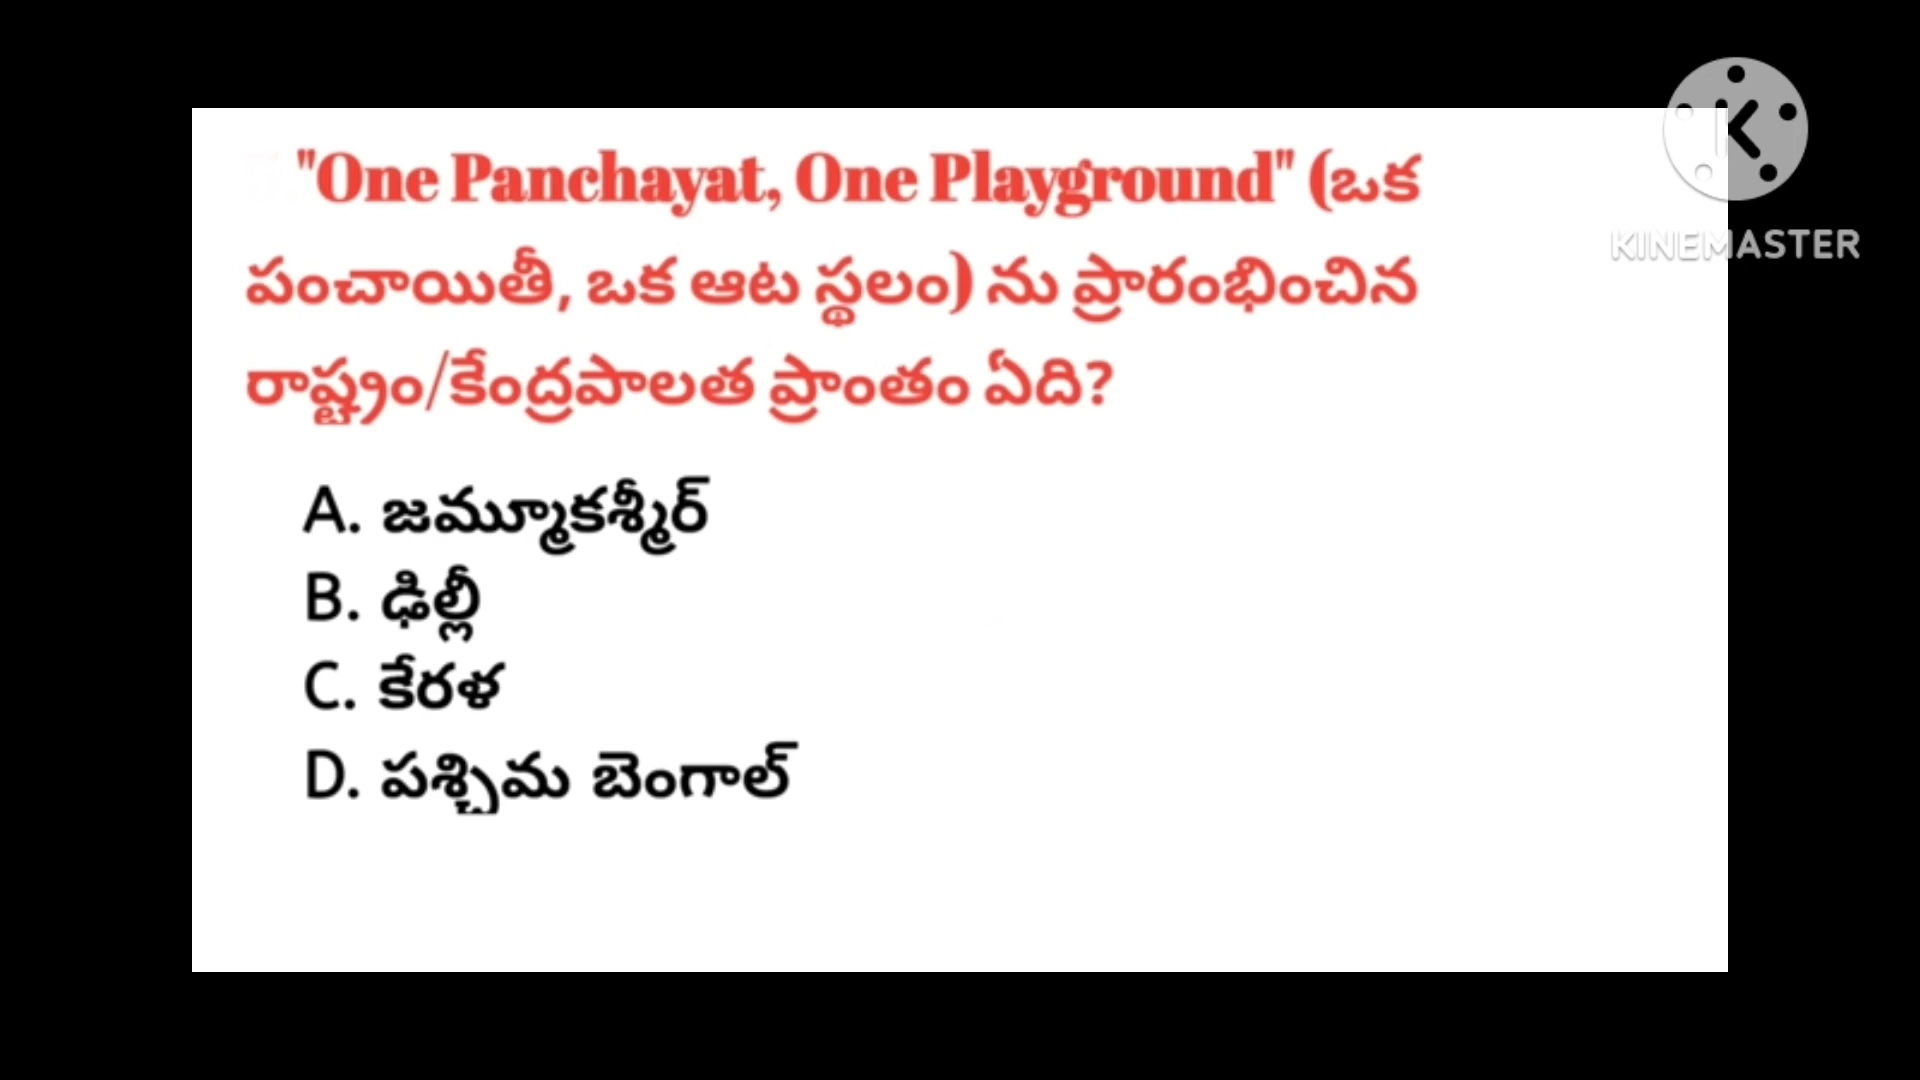 "One Panchayat, One Playground" (ఒక
పంచాయితీ, ఒక ఆట స్థలం) ను ప్రారంభించిన
రాష్ట్రం/కేంద్రపాలత ప్రాంతం ఏది?
A. జమ్మూకశ్మీర్
B. ఢిల్లీ
C. కేరళ
D. పశ్చిమ బెంగాల్
KINEMASTER